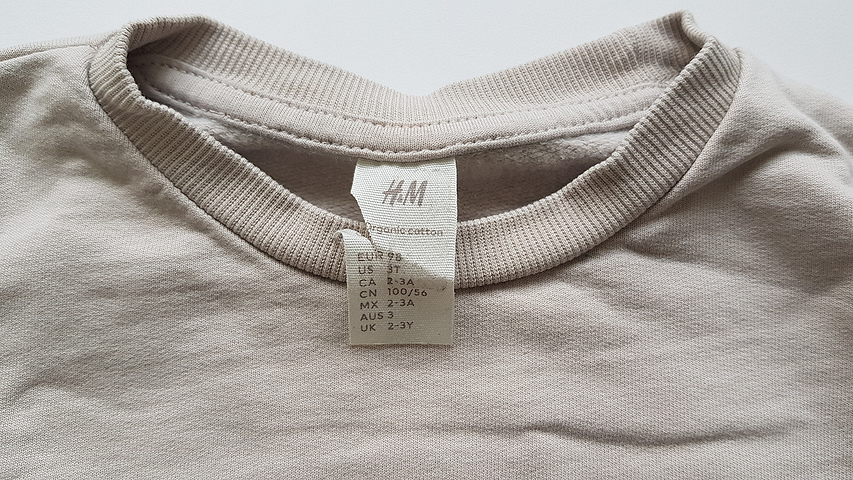 H&M
Organic cotton
EUR 98
US 3T
CA 2-3A
CN 100/56
MX 2-3A
AUS 3
UK 2-3Y